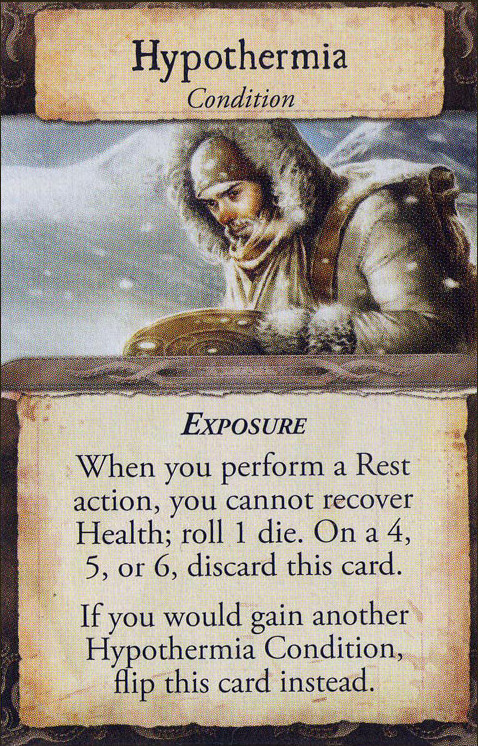 Hypothermia
Condition
EXPOSURE
When you perform a Rest
action, you cannot recover
Health; roll 1 die. On a 4,
5, or 6, discard this card.
If you would gain another
Hypothermia Condition,
flip this card instead.